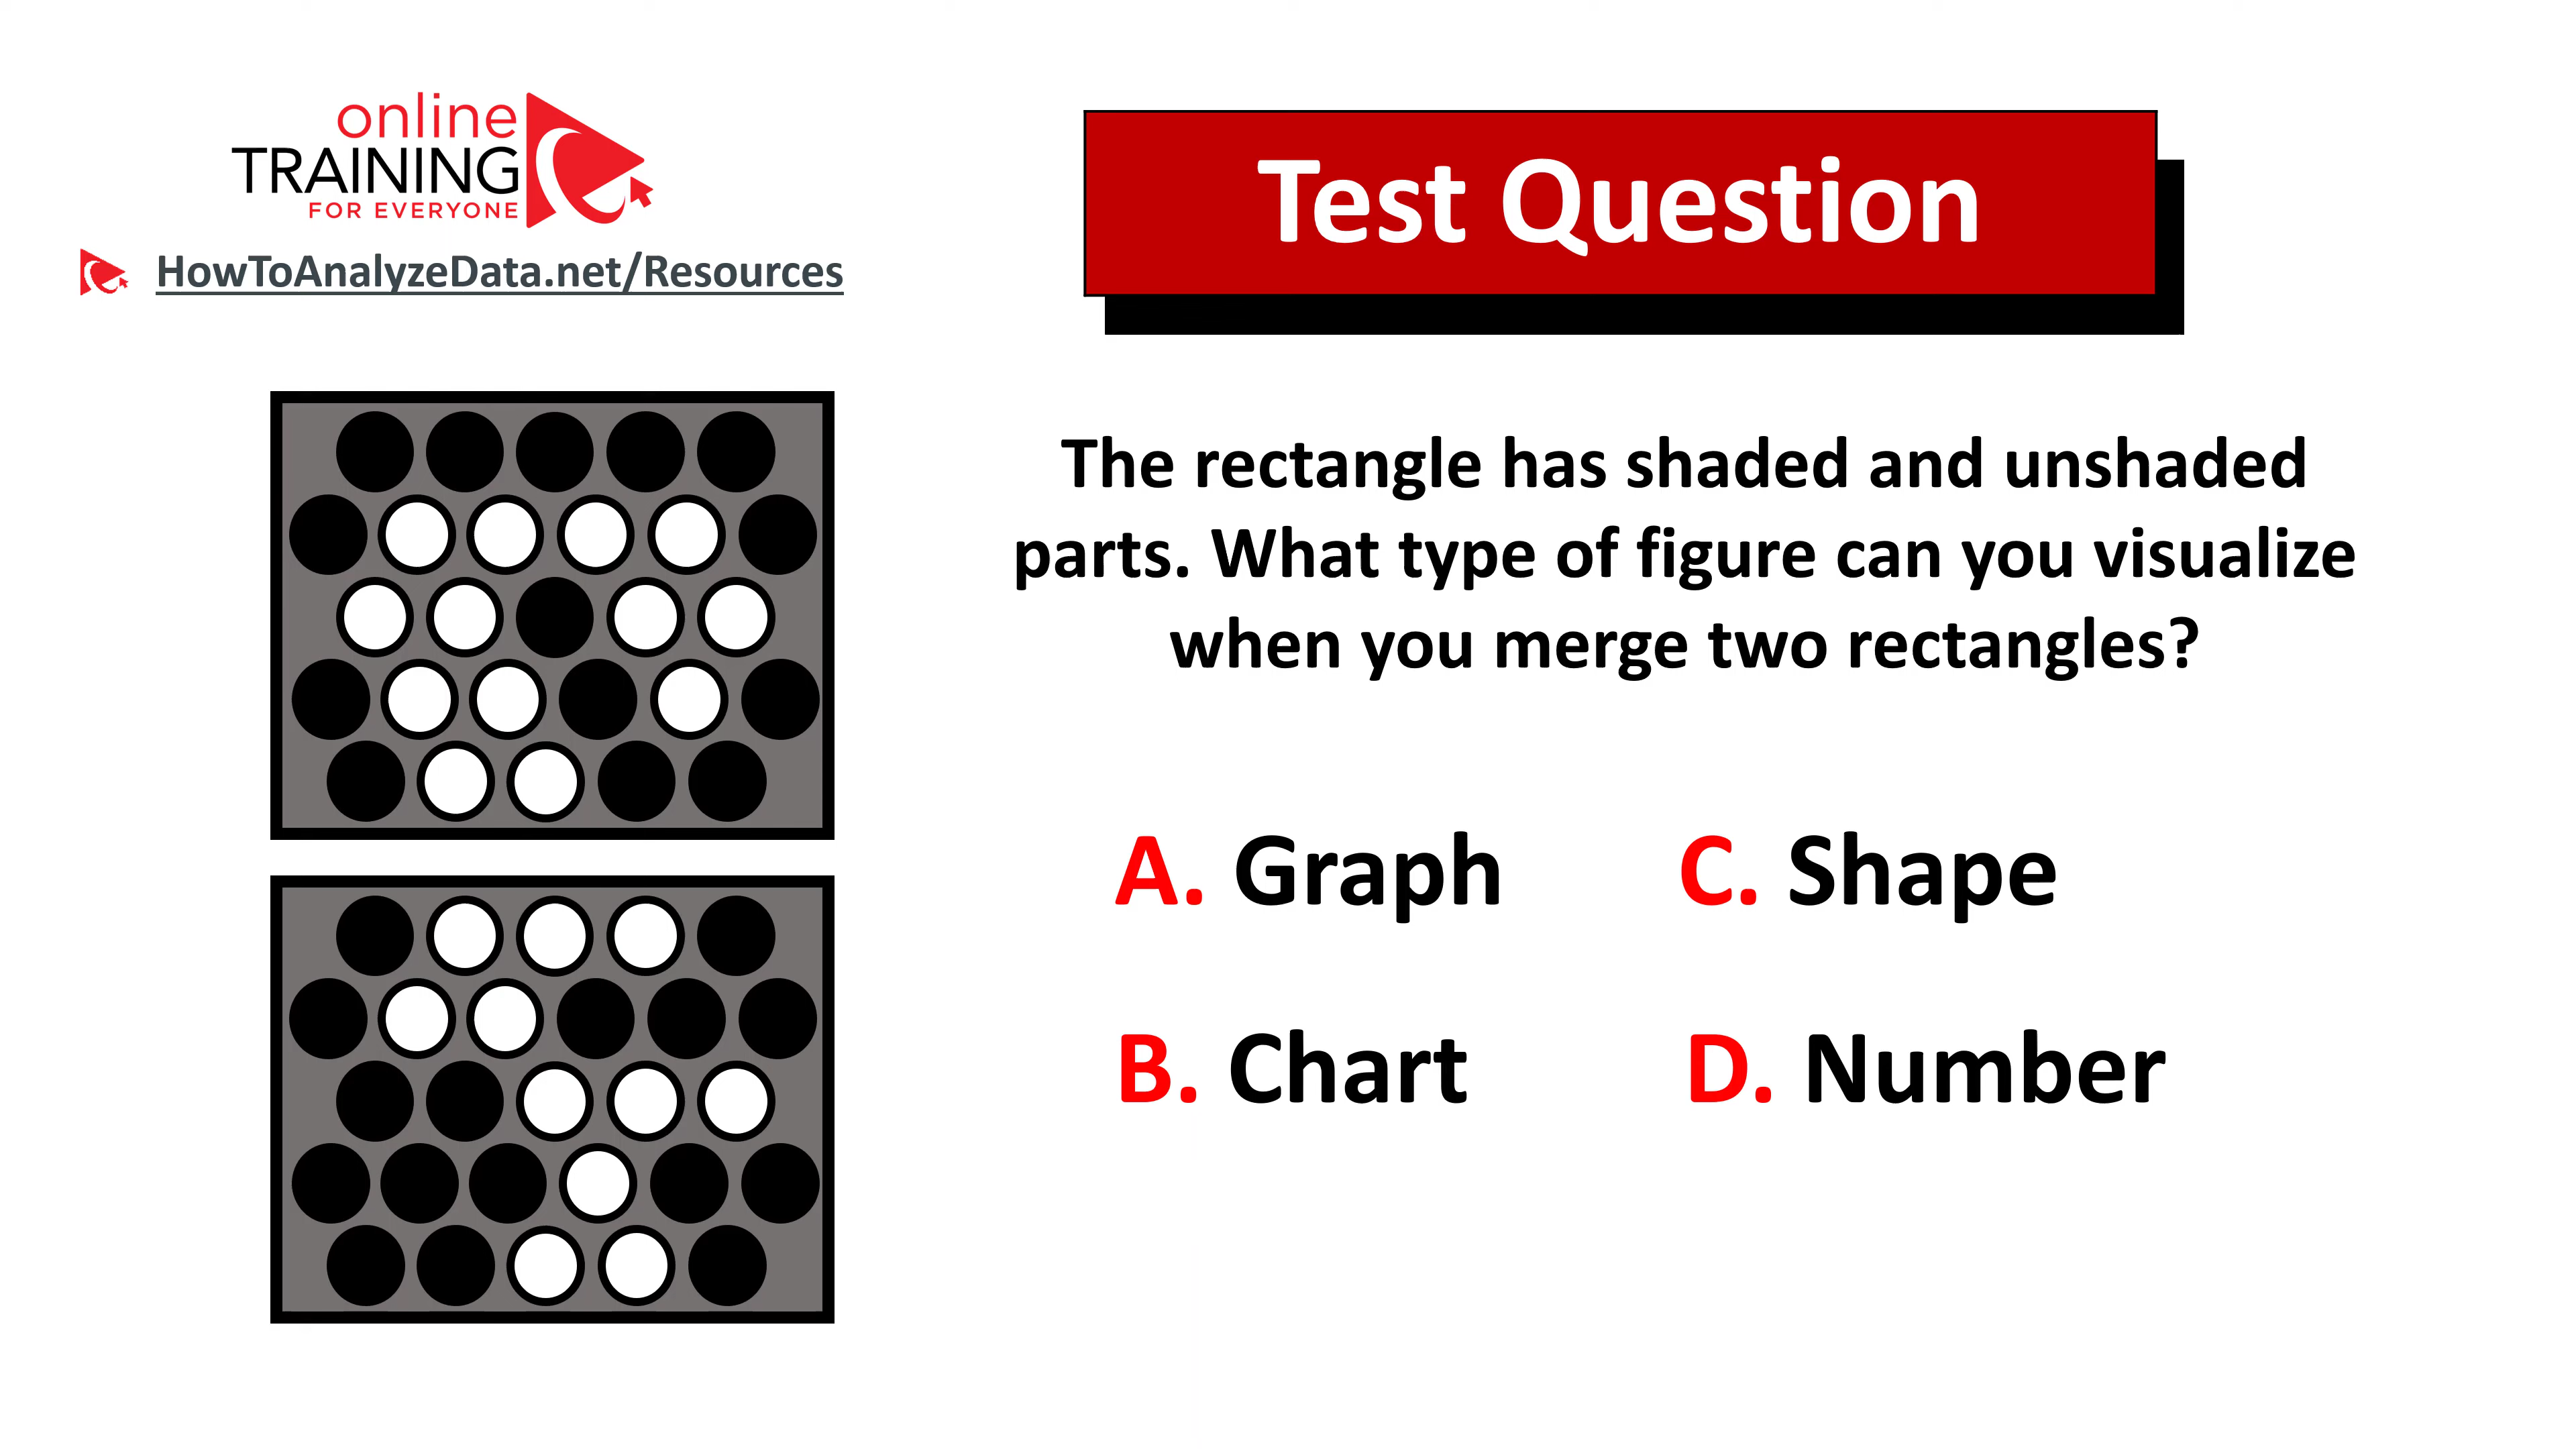 online
TRAINING
FOR EVERYONE
HowToAnalyzeData.net/Resources
Test Question
The rectangle has shaded and unshaded
parts. What type of figure can you visualize
when you merge two rectangles?
A. Graph
C. Shape
B. Chart
D. Number